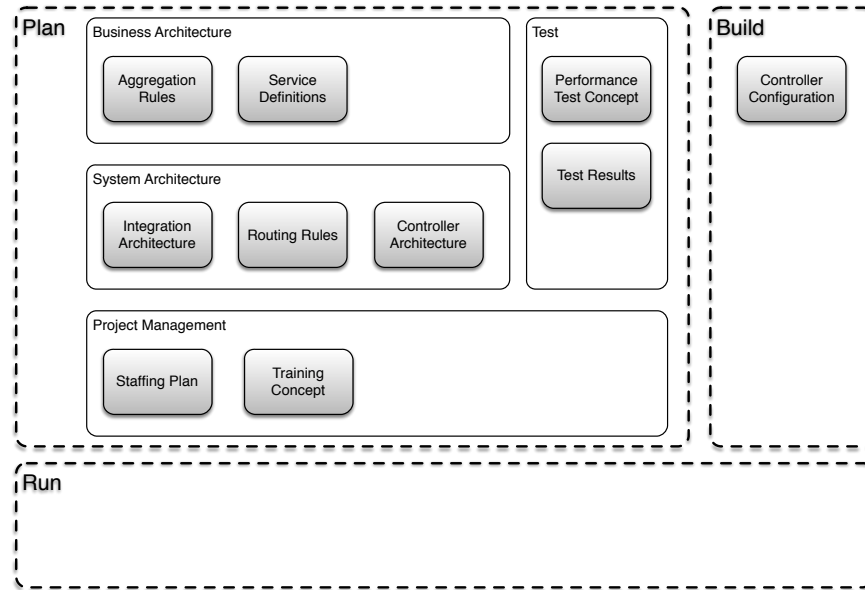 Plan
Business Architecture
Aggregation
Rules
Service
Definitions
System Architecture
Integration
Architecture
Routing Rules
Controller
Architecture
Test
Performance
Test Concept
Test Results
Project Management
Staffing Plan
Training
Concept
Build
Controller
Configuration
Run